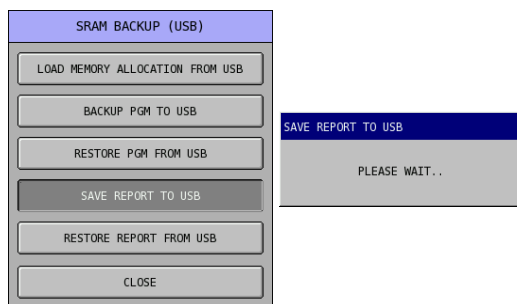 SRAM BACKUP (USB)
LOAD MEMORY ALLOCATION FROM USB
BACKUP PGM TO USB
RESTORE PGM FROM USB
SAVE REPORT TO USB
RESTORE REPORT FROM USB
CLOSE
SAVE REPORT TO USB
PLEASE WAIT..